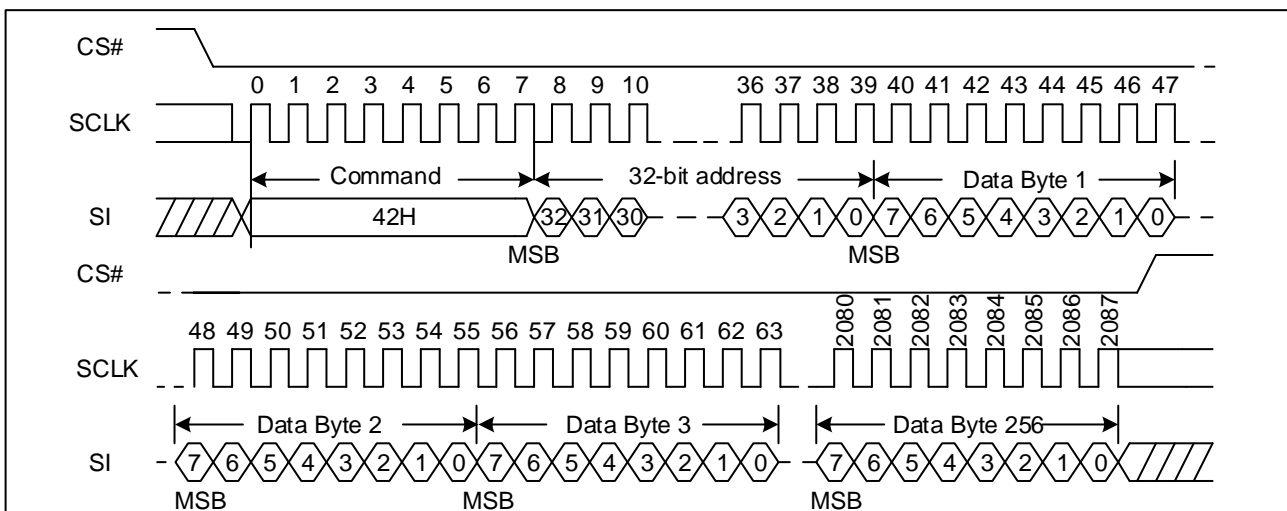 CS#
0 1 2 3 4 5 6 7 8 9 10 36 37 38 39 40 41 42 43 44 45 46 47
SCLK
Command 32-bit address Data Byte 1
SI 42H 32 31 30 3 2 1 0 7 6 5 4 3 2 1 0
MSB MSB
CS#
48 49 50 51 52 53 54 55 56 57 58 59 60 61 62 63 2080 2081 2082 2083 2084 2085 2086 2087
SCLK
Data Byte 2 Data Byte 3 Data Byte 256
SI 7 6 5 4 3 2 1 0 7 6 5 4 3 2 1 0 7 6 5 4 3 2 1 0
MSB MSB MSB